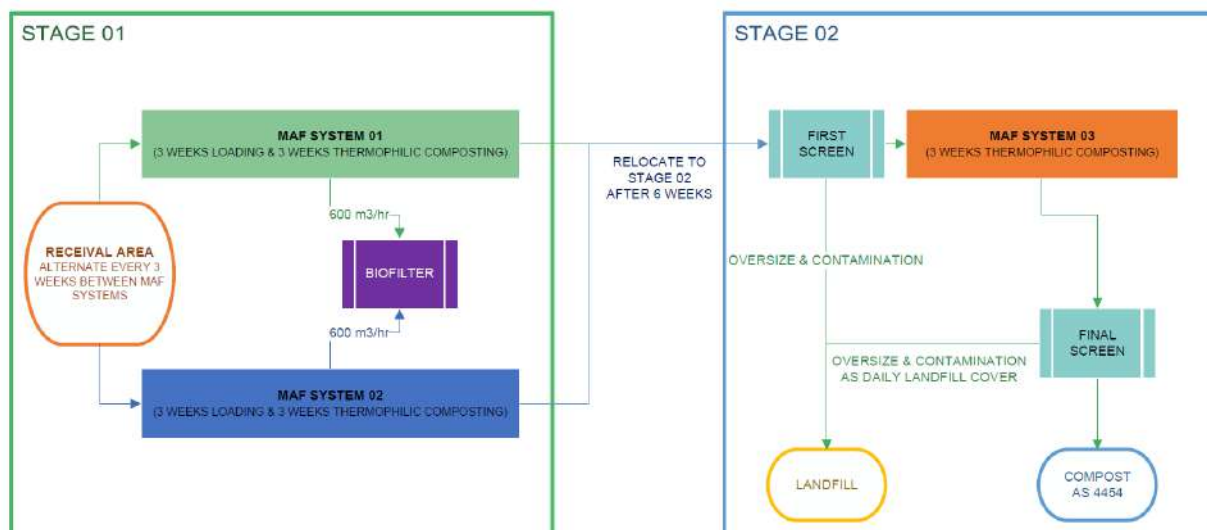 STAGE 01
MAF SYSTEM 01
(3 WEEKS LOADING & 3 WEEKS THERMOPHILIC COMPOSTING)
600 m3/hr
RECEIVAL AREA
ALTERNATE EVERY 3
WEEKS BETWEEN MAF
SYSTEMS
BIOFILTER
600 m3/hr
MAF SYSTEM 02
(3 WEEKS LOADING & 3 WEEKS THERMOPHILIC COMPOSTING)
RELOCATE TO
STAGE 02
AFTER 6 WEEKS
STAGE 02
FIRST
SCREEN
MAF SYSTEM 03
(3 WEEKS THERMOPHILIC COMPOSTING)
OVERSIZE & CONTAMINATION
FINAL
SCREEN
OVERSIZE & CONTAMINATION
AS DAILY LANDFILL COVER
LANDFILL
COMPOST
AS 4454